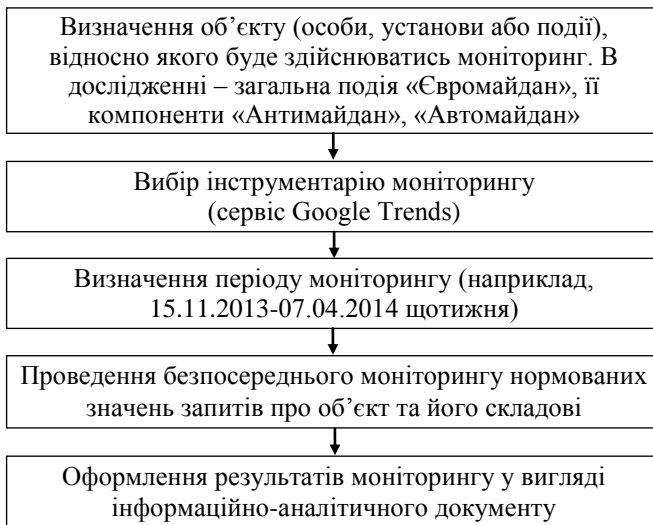 Визначення об’єкту (особи, установи або події),
відносно якого буде здійснюватись моніторинг. В
дослідженні – загальна подія «Євромайдан», її
компоненти «Антимайдан», «Автомайдан»
Вибір інструментарію моніторингу
(сервіс Google Trends)
Визначення періоду моніторингу (наприклад,
15.11.2013-07.04.2014 щотижня)
Проведення безпосереднього моніторингу нормованих
значень запитів про об’єкт та його складові
Оформлення результатів моніторингу у вигляді
інформаційно-аналітичного документу